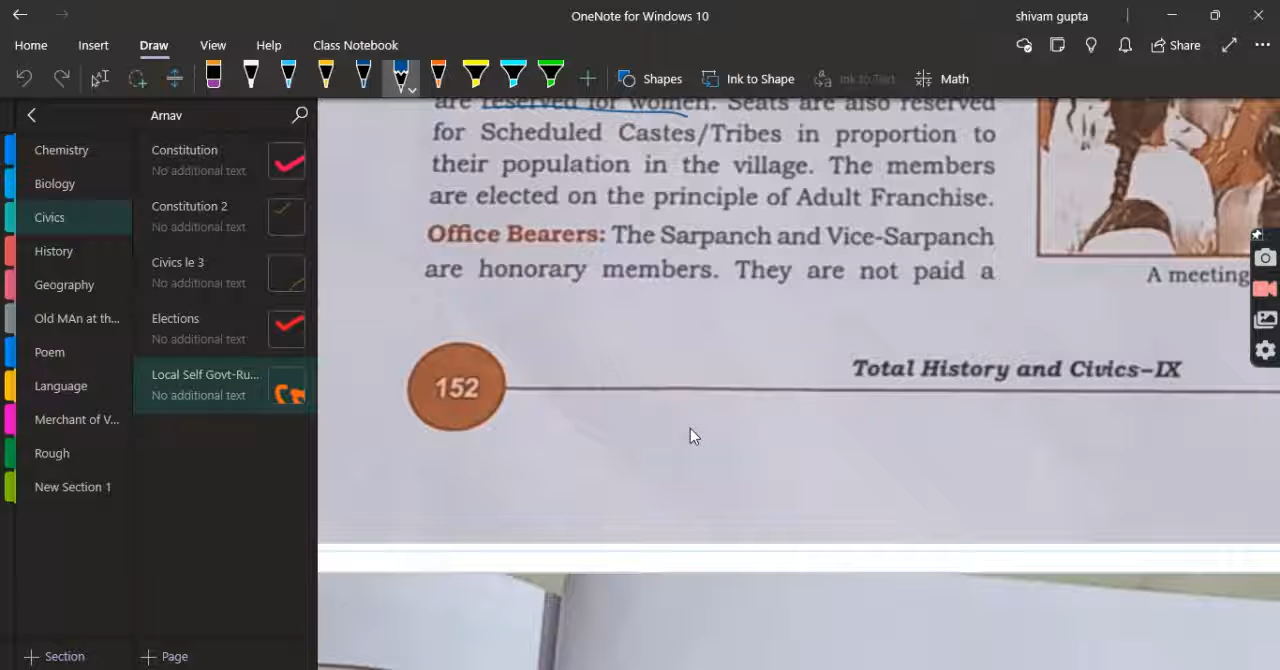 OneNote for Windows 10
shivam gupta
Home
Insert
Draw
View
Help
Class Notebook
Share
Shapes
Ink to Shape
Ink to Text
Math
Arnav
Chemistry
Biology
Civics
History
Geography
Old MAn at th...
Poem
Language
Merchant of V...
Rough
New Section 1
Section
Constitution
No additional text
Constitution 2
No additional text
Civics le 3
No additional text
Elections
No additional text
Local Self Govt-Ru...
No additional text
Page
are reserved for women. Seats are also reserved
for Scheduled Castes/Tribes in proportion to
their population in the village. The members
are elected on the principle of Adult Franchise.
Office Bearers: The Sarpanch and Vice-Sarpanch
are honorary members. They are not paid a
A meeting
152
Total History and Civics–IX